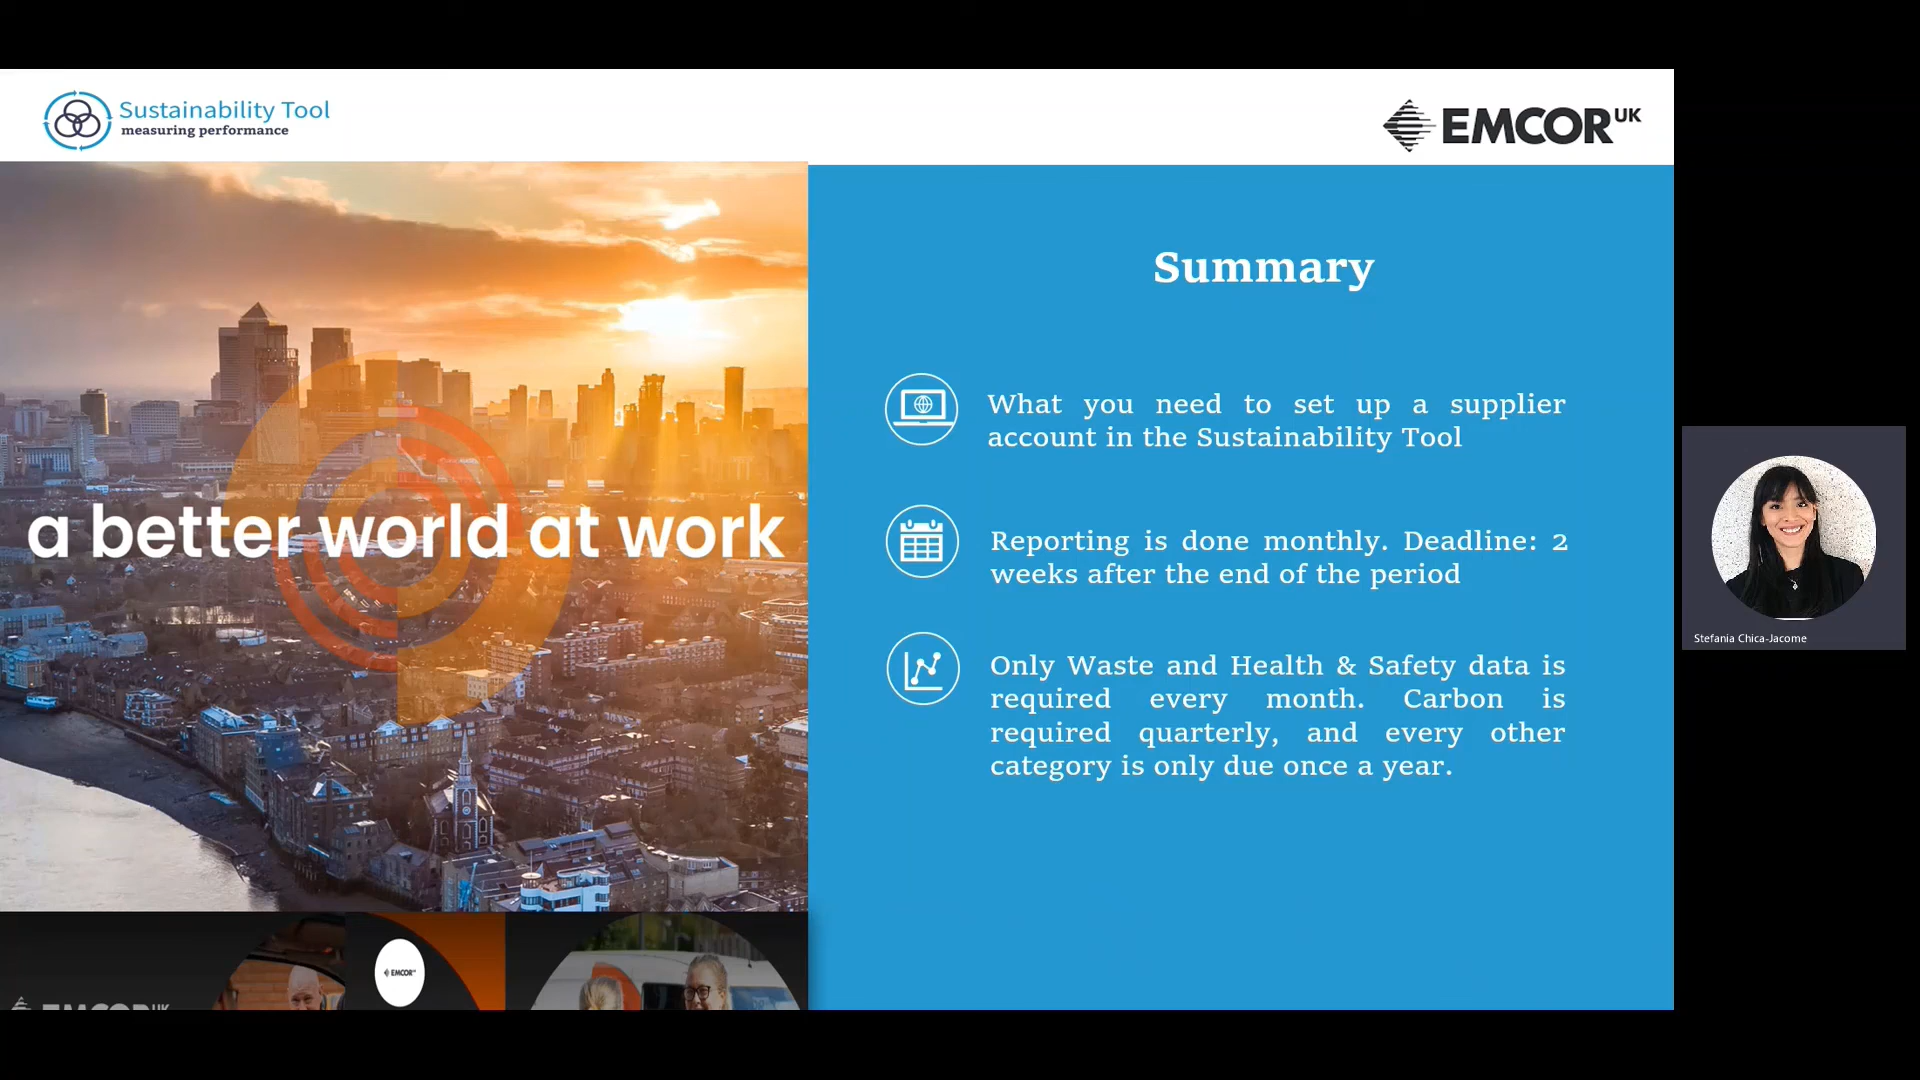 Sustainability Tool
measuring performance
EMCOR UK
a better world at work
Summary
What you need to set up a supplier
account in the Sustainability Tool
Reporting is done monthly. Deadline: 2
weeks after the end of the period
Only Waste and Health & Safety data is
required every month. Carbon is
required quarterly, and every other
category is only due once a year.
Stefania Chica-Jacome
EMCOR UK
EMCOR UK